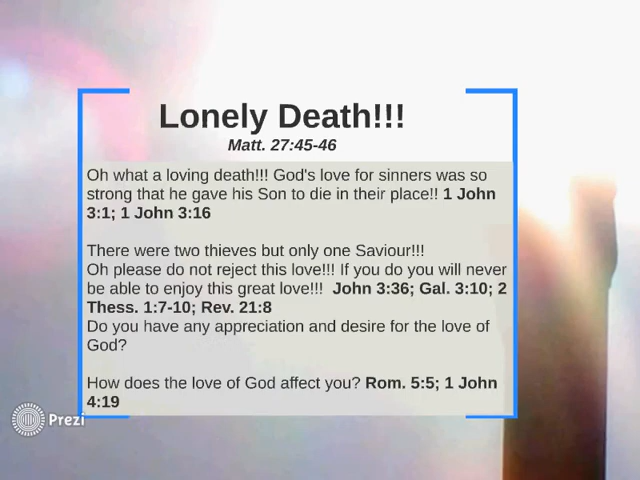 Lonely Death!!!
Matt. 27:45-46
Oh what a loving death!!! God's love for sinners was so
strong that he gave his Son to die in their place!! 1 John
3:1; 1 John 3:16
There were two thieves but only one Saviour!!!
Oh please do not reject this love!!! If you do you will never
be able to enjoy this great love!!! John 3:36; Gal. 3:10; 2
Thess. 1:7-10; Rev. 21:8
Do you have any appreciation and desire for the love of
God?
How does the love of God affect you? Rom. 5:5; 1 John
4:19
Prezi